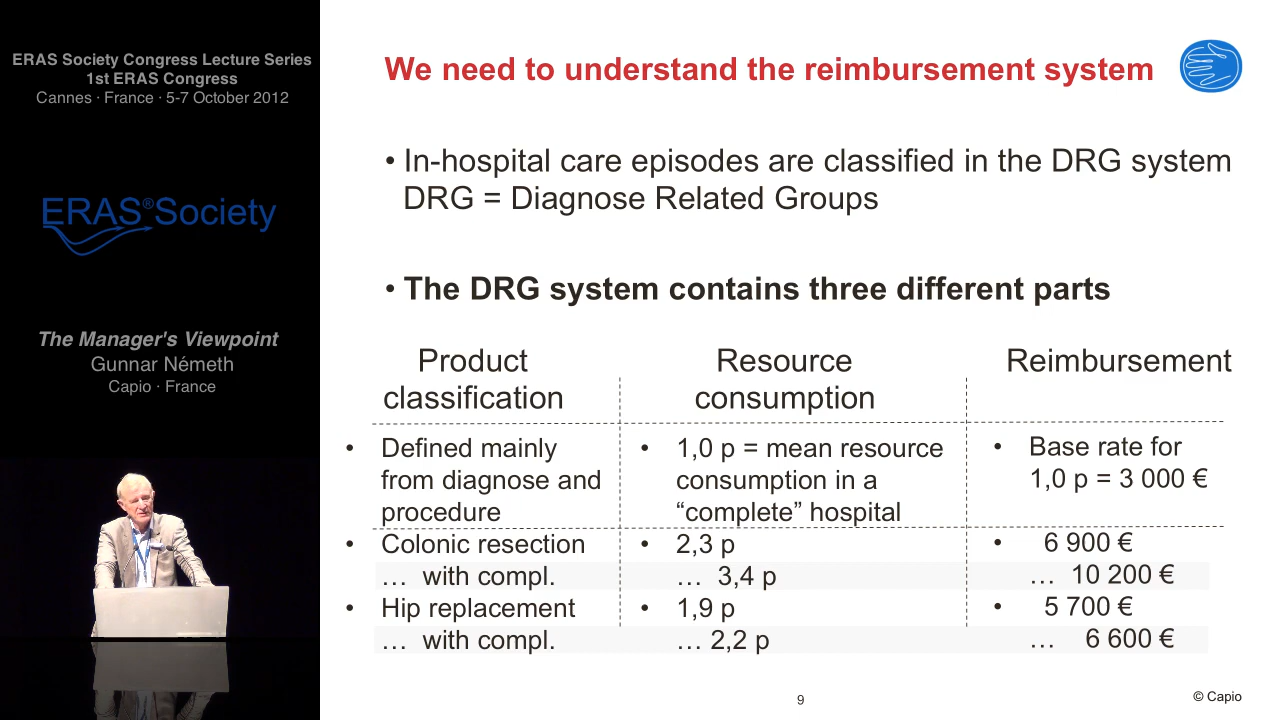 ERAS Society Congress Lecture Series
1st ERAS Congress
Cannes · France · 5-7 October 2012
ERAS®Society
The Manager's Viewpoint
Gunnar Németh
Capio · France
We need to understand the reimbursement system
• In-hospital care episodes are classified in the DRG system
DRG = Diagnose Related Groups
• The DRG system contains three different parts
Product
classification
Resource
consumption
Reimbursement
• Defined mainly
from diagnose and
procedure
• 1,0 p = mean resource
consumption in a
“complete” hospital
• Base rate for
1,0 p = 3 000 €
• Colonic resection • 2,3 p • 6 900 €
… with compl. … 3,4 p … 10 200 €
• Hip replacement • 1,9 p • 5 700 €
… with compl. … 2,2 p … 6 600 €
9
© Capio